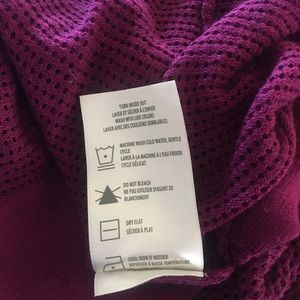 TURN INSIDE OUT
LAVER ET SÉCHER À L'ENVERS
WASH WITH LIKE COLORS
LAVER AVEC DES COULEURS SEMBLABLES
MACHINE WASH COLD WATER, GENTLE
CYCLE
LAVER À LA MACHINE À L'EAU FROIDE
CYCLE DÉLICAT
DO NOT BLEACH
NE PAS UTILISER D'AGENT DE
BLANCHIMENT
DRY FLAT
SÉCHER À PLAT
COOL IRON IF NEEDED
REPASSER À BASSE TEMPÉRATURE